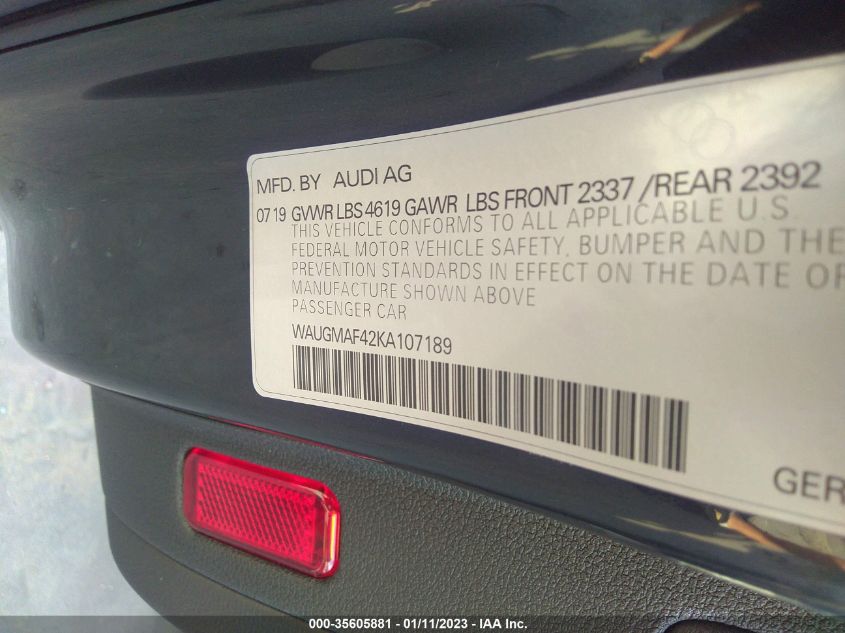 MFD. BY AUDI AG
07 19 GVWR LBS 4619 GAWR LBS FRONT 2337 /REAR 2392
THIS VEHICLE CONFORMS TO ALL APPLICABLE U.S.
FEDERAL MOTOR VEHICLE SAFETY, BUMPER AND THE
PREVENTION STANDARDS IN EFFECT ON THE DATE OF
MANUFACTURE SHOWN ABOVE
PASSENGER CAR
WAUGMAF42KA107189
GER
000-35605881 - 01/11/2023 - IAA Inc.